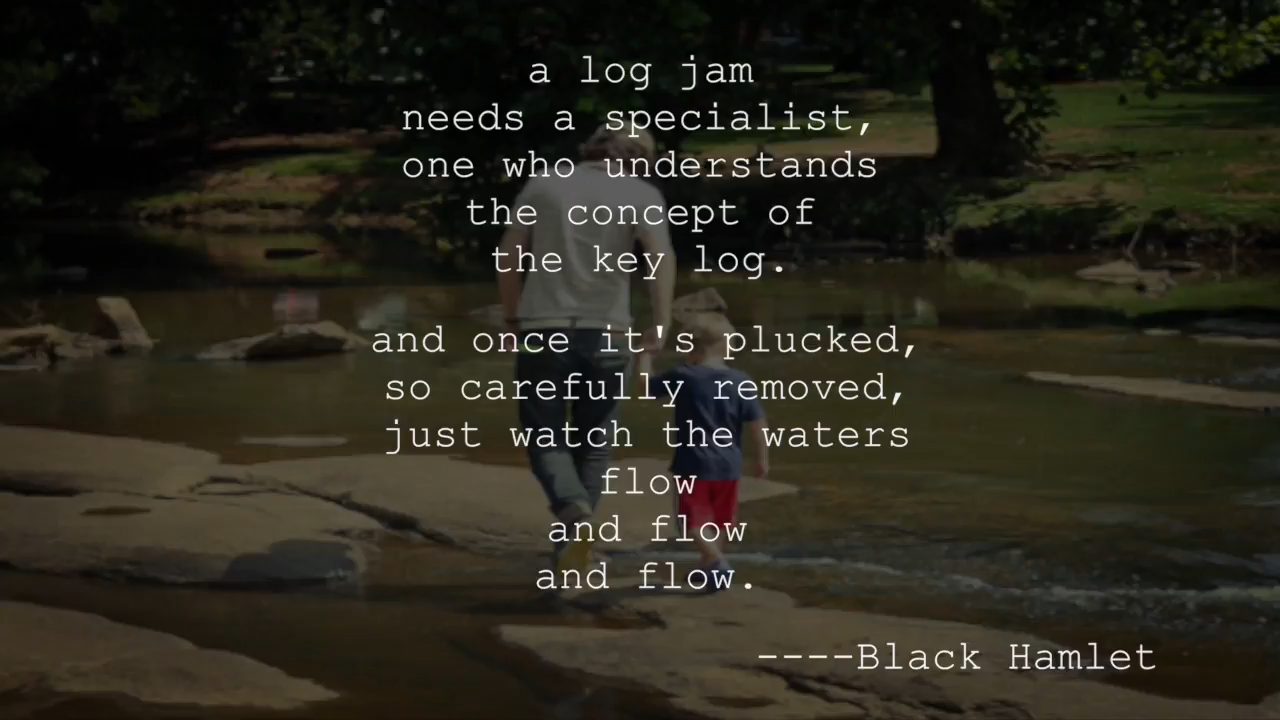 a log jam
needs a specialist,
one who understands
the concept of
the key log.
and once it's plucked,
so carefully removed,
just watch the waters
flow
and flow
and flow.
----Black Hamlet